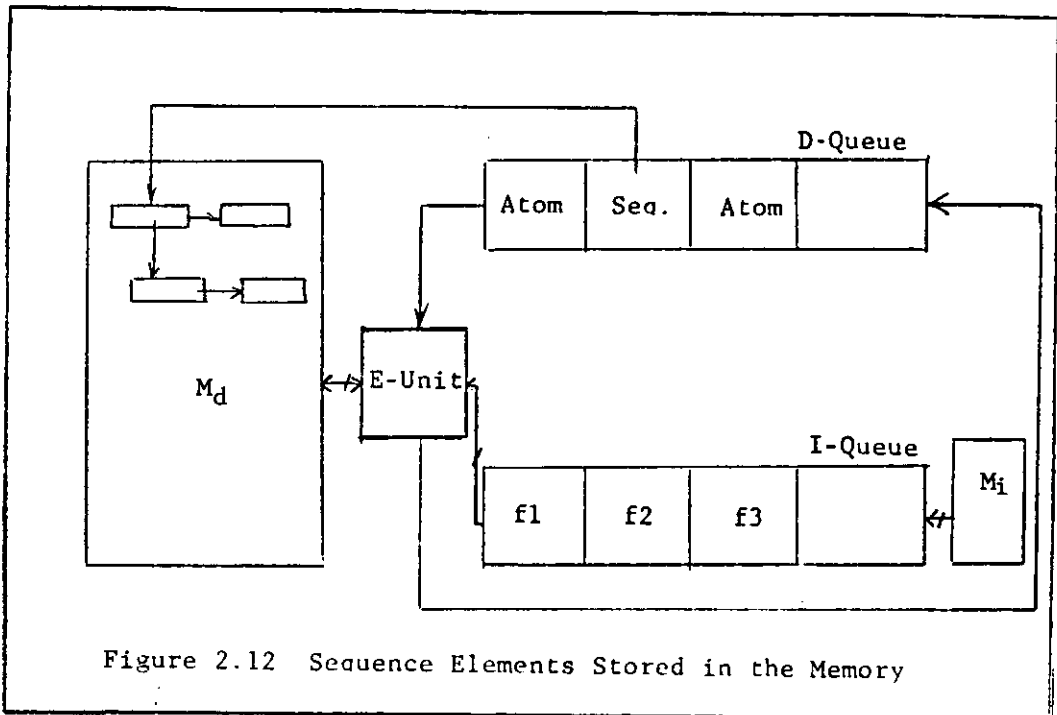 D-Queue
Atom Seq. Atom
E-Unit
Md
I-Queue
Mi
f1 f2 f3
Figure 2.12 Sequence Elements Stored in the Memory